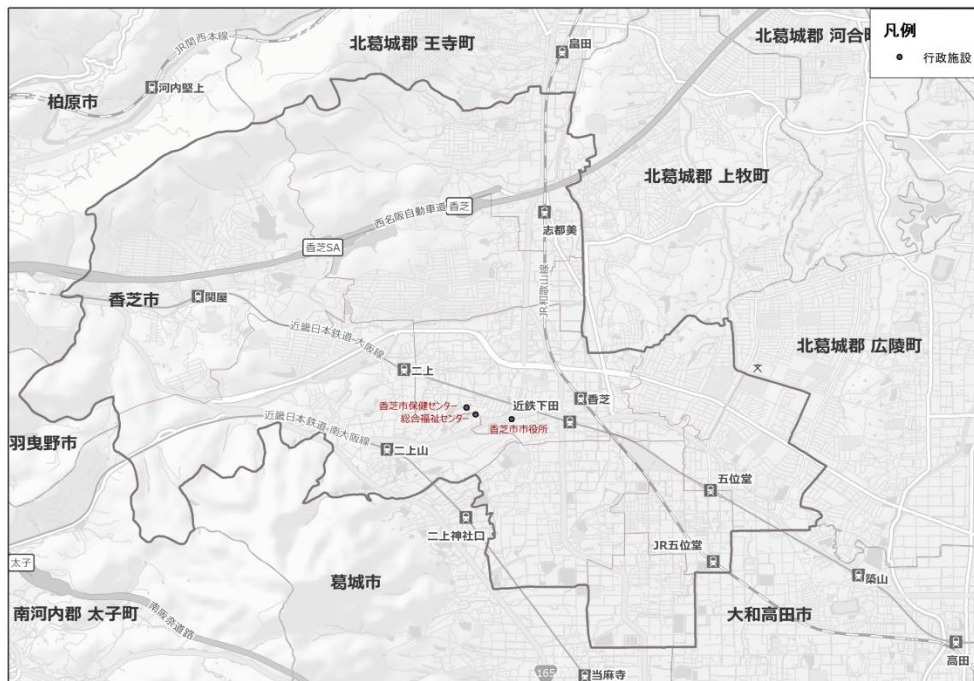 凡例
行政施設
北葛城郡 王寺町
畠田
北葛城郡 河合町
JR関西本線
河内堅上
柏原市
北葛城郡 上牧町
西名阪自動車道
香芝
志都美
香芝SA
JR和歌山線
香芝市
関屋
近畿日本鉄道-大阪線
北葛城郡 広陵町
二上
香芝市保健センター
近鉄下田
香芝
総合福祉センター
香芝市市役所
羽曳野市
近畿日本鉄道-南大阪線
二上山
五位堂
二上神社口
JR五位堂
太子
葛城市
築山
南河内郡 太子町
大和高田市
南阪奈道路
高田
165
当麻寺